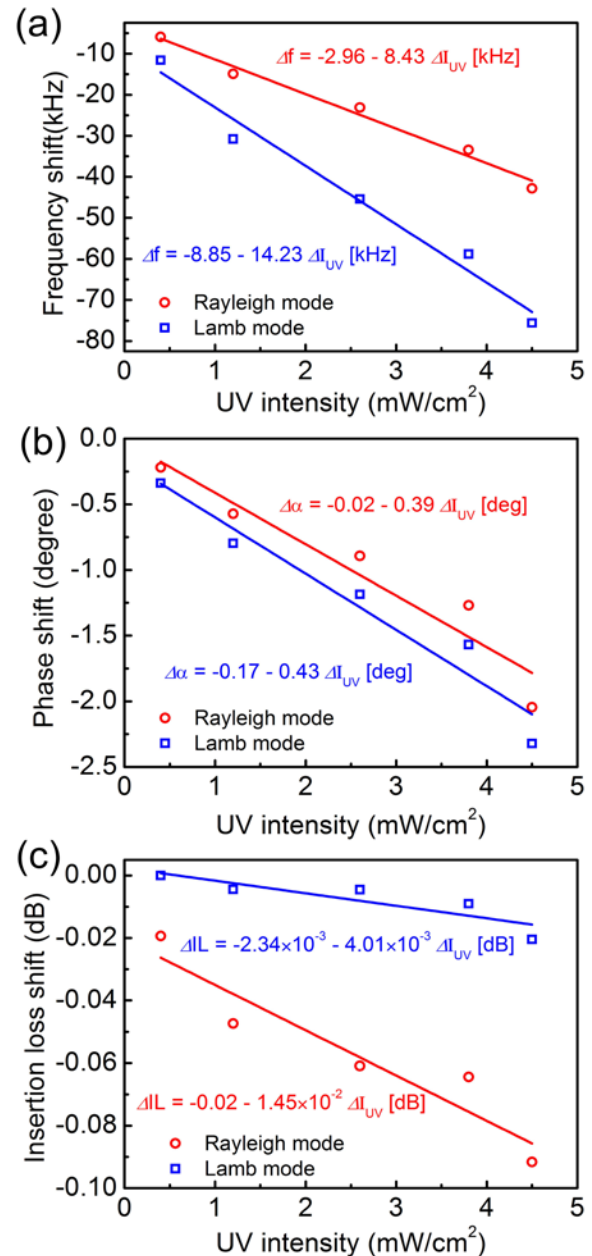 (a)
Frequency shift(kHz)
-10
-20
-30
-40
-50
-60
-70
-80
Δf = -2.96 - 8.43 ΔI_UV [kHz]
Δf = -8.85 - 14.23 ΔI_UV [kHz]
Rayleigh mode
Lamb mode
0 1 2 3 4 5
UV intensity (mW/cm²)
(b)
Phase shift (degree)
0.0
-0.5
-1.0
-1.5
-2.0
-2.5
Δα = -0.02 - 0.39 ΔI_UV [deg]
Δα = -0.17 - 0.43 ΔI_UV [deg]
Rayleigh mode
Lamb mode
0 1 2 3 4 5
UV intensity (mW/cm²)
(c)
Insertion loss shift (dB)
0.00
-0.02
-0.04
-0.06
-0.08
-0.10
ΔIL = -2.34×10⁻³ - 4.01×10⁻³ ΔI_UV [dB]
ΔIL = -0.02 - 1.45×10⁻² ΔI_UV [dB]
Rayleigh mode
Lamb mode
0 1 2 3 4 5
UV intensity (mW/cm²)